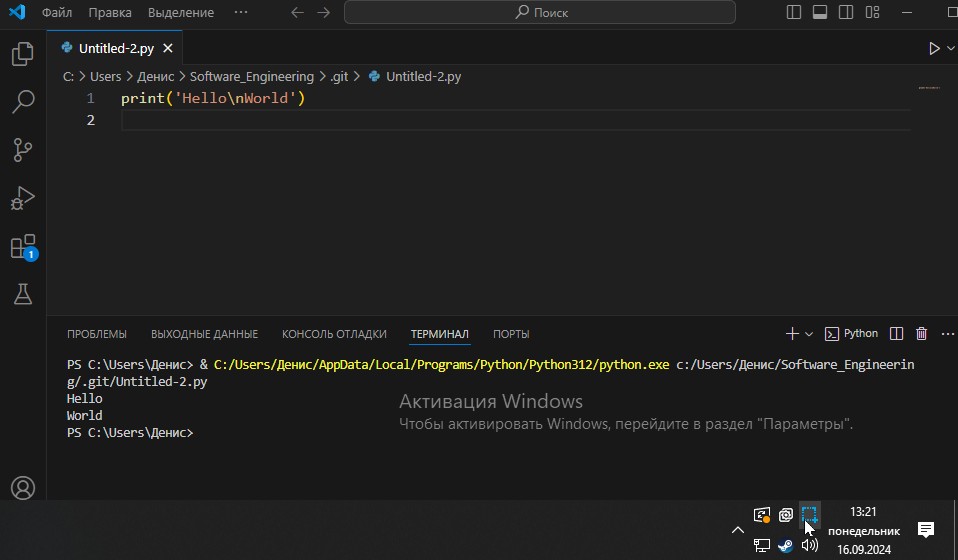 Файл Правка Выделение ··· Поиск
Untitled-2.py
C: > Users > Денис > Software_Engineering > .git > Untitled-2.py
1 print('Hello\nWorld')
2
1
ПРОБЛЕМЫ ВЫХОДНЫЕ ДАННЫЕ КОНСОЛЬ ОТЛАДКИ ТЕРМИНАЛ ПОРТЫ Python
PS C:\Users\Денис> & C:/Users/Денис/AppData/Local/Programs/Python/Python312/python.exe c:/Users/Денис/Software_Engineerin
g/.git/Untitled-2.py
Hello
World
PS C:\Users\Денис>
Активация Windows
Чтобы активировать Windows, перейдите в раздел "Параметры".
13:21
понедельник
16.09.2024